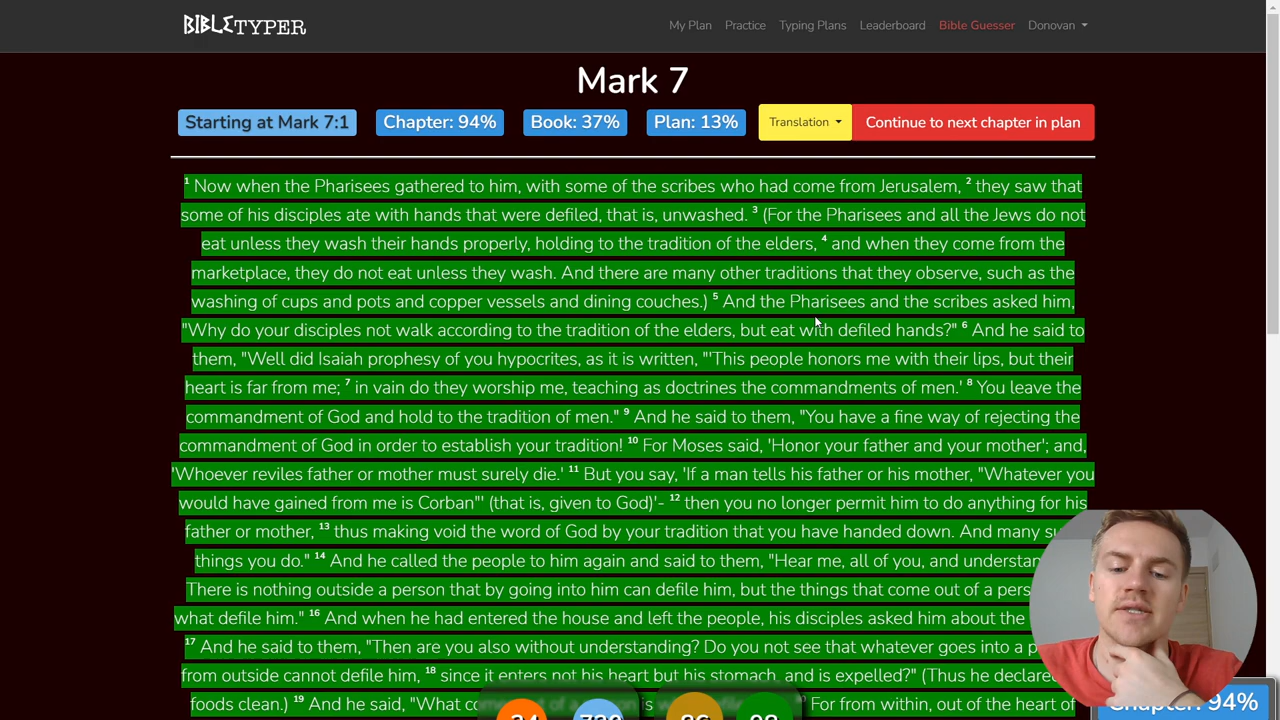 BIBLETYPER
My Plan Practice Typing Plans Leaderboard Bible Guesser Donovan
Mark 7
Starting at Mark 7:1 Chapter: 94% Book: 37% Plan: 13% Translation Continue to next chapter in plan
1 Now when the Pharisees gathered to him, with some of the scribes who had come from Jerusalem, 2 they saw that
some of his disciples ate with hands that were defiled, that is, unwashed. 3 (For the Pharisees and all the Jews do not
eat unless they wash their hands properly, holding to the tradition of the elders, 4 and when they come from the
marketplace, they do not eat unless they wash. And there are many other traditions that they observe, such as the
washing of cups and pots and copper vessels and dining couches.) 5 And the Pharisees and the scribes asked him,
"Why do your disciples not walk according to the tradition of the elders, but eat with defiled hands?" 6 And he said to
them, "Well did Isaiah prophesy of you hypocrites, as it is written, "'This people honors me with their lips, but their
heart is far from me; 7 in vain do they worship me, teaching as doctrines the commandments of men.' 8 You leave the
commandment of God and hold to the tradition of men." 9 And he said to them, "You have a fine way of rejecting the
commandment of God in order to establish your tradition! 10 For Moses said, 'Honor your father and your mother'; and,
'Whoever reviles father or mother must surely die.' 11 But you say, 'If a man tells his father or his mother, "Whatever you
would have gained from me is Corban"' (that is, given to God)'- 12 then you no longer permit him to do anything for his
father or mother, 13 thus making void the word of God by your tradition that you have handed down. And many
things you do." 14 And he called the people to him again and said to them, "Hear me, all of you, and
There is nothing outside a person that by going into him can defile him, but the things that come out of a
what defile him." 16 And when he had entered the house and left the people, his disciples asked him about the
17 And he said to them, "Then are you also without understanding? Do you not see that whatever goes into a
from outside cannot defile him, 18 since it enters not his heart but his stomach, and is expelled?" (Thus he declared
foods clean.) 19 And he said, "What is For from within, out of the heart of
Chapter: 94%